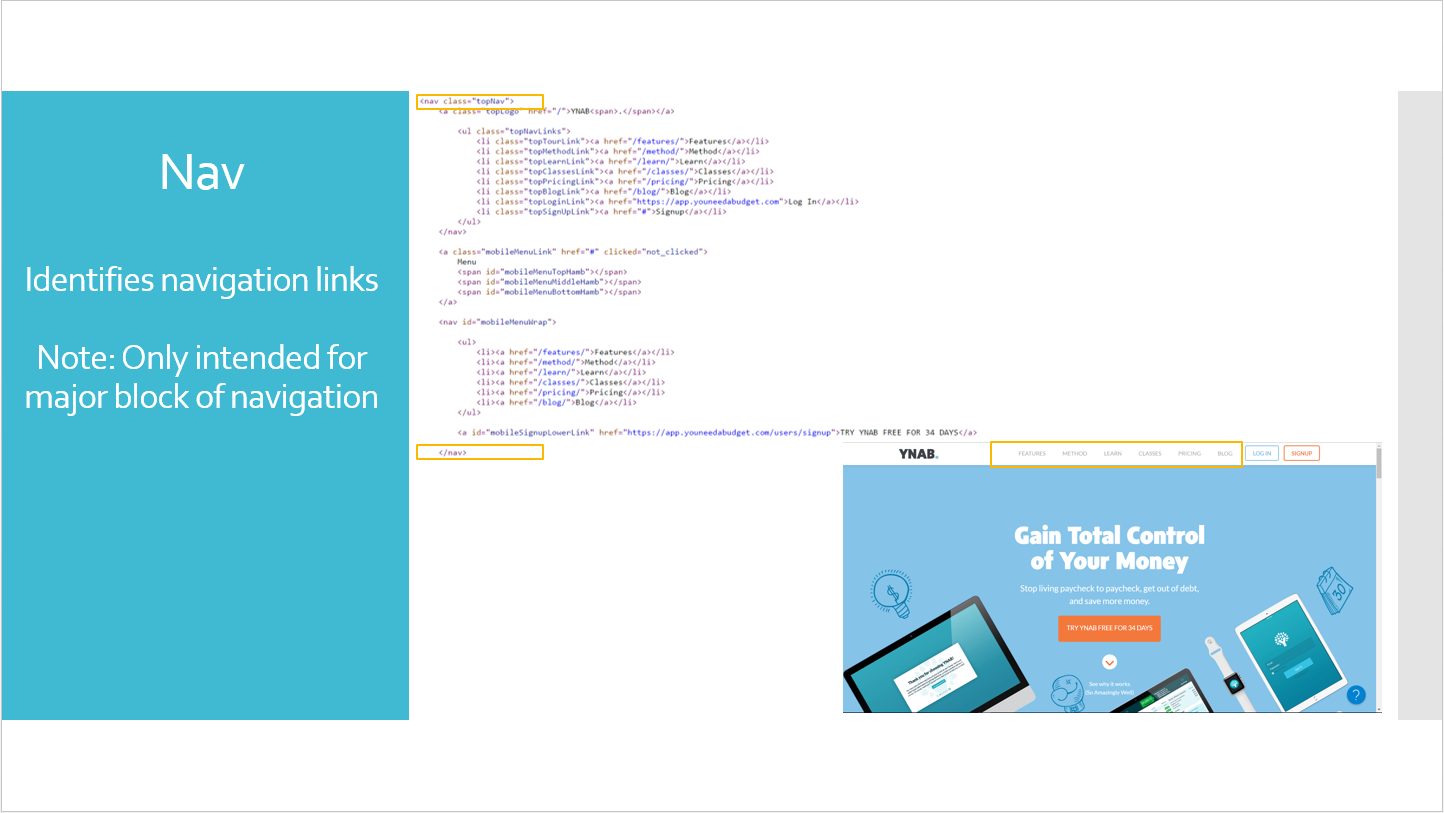 Nav
Identifies navigation links
Note: Only intended for
major block of navigation
<nav class="topNav">
<a class="topLogo" href="/">YNAB<span>.</span></a>
<ul class="topNavLinks">
<li class="topTourLink"><a href="/features/">Features</a></li>
<li class="topMethodLink"><a href="/method/">Method</a></li>
<li class="topLearnLink"><a href="/learn/">Learn</a></li>
<li class="topClassesLink"><a href="/classes/">Classes</a></li>
<li class="topPricingLink"><a href="/pricing/">Pricing</a></li>
<li class="topBlogLink"><a href="/blog/">Blog</a></li>
<li class="topLoginLink"><a href="https://app.youneedabudget.com">Log In</a></li>
<li class="topSignUpLink"><a href="#">Signup</a></li>
</ul>
</nav>
<a class="mobileMenuLink" href="#" clicked="not_clicked">
Menu
<span id="mobileMenuTopHamb"></span>
<span id="mobileMenuMiddleHamb"></span>
<span id="mobileMenuBottomHamb"></span>
</a>
<nav id="mobileMenuWrap">
<ul>
<li><a href="/features/">Features</a></li>
<li><a href="/method/">Method</a></li>
<li><a href="/learn/">Learn</a></li>
<li><a href="/classes/">Classes</a></li>
<li><a href="/pricing/">Pricing</a></li>
<li><a href="/blog/">Blog</a></li>
</ul>
<a id="mobileSignupLowerLink" href="https://app.youneedabudget.com/users/signup">TRY YNAB FREE FOR 34 DAYS</a>
</nav>
YNAB. FEATURES METHOD LEARN CLASSES PRICING BLOG LOG IN SIGNUP
Gain Total Control
of Your Money
Stop living paycheck to paycheck, get out of debt,
and save more money.
TRY YNAB FREE FOR 34 DAYS
See why it works
(So Amazingly Well)
Thank you for choosing YNAB!
30
?